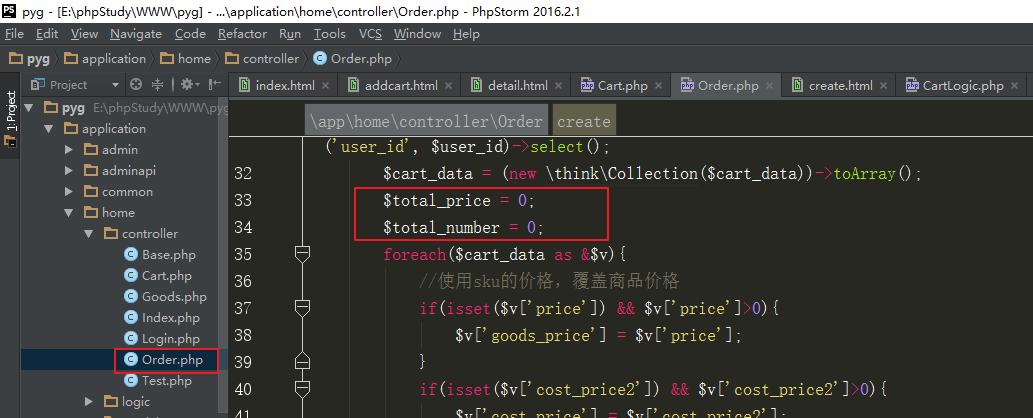 PS pyg - [E:\phpStudy\WWW\pyg] - ...\application\home\controller\Order.php - PhpStorm 2016.2.1
File Edit View Navigate Code Refactor Run Tools VCS Window Help
pyg application home controller Order.php
Project index.html addcart.html detail.html Cart.php Order.php create.html CartLogic.php
1: Project
pyg E:\phpStudy\WWW\pyg
application
admin
adminapi
common
home
controller
Base.php
Cart.php
Goods.php
Index.php
Login.php
Order.php
Test.php
logic
\app\home\controller\Order create
('user_id', $user_id)->select();
32 $cart_data = (new \think\Collection($cart_data))->toArray();
33 $total_price = 0;
34 $total_number = 0;
35 foreach($cart_data as &$v){
36 //使用sku的价格，覆盖商品价格
37 if(isset($v['price']) && $v['price']>0){
38 $v['goods_price'] = $v['price'];
39 }
40 if(isset($v['cost_price2']) && $v['cost_price2']>0){
41 $v['cost_price'] = $v['cost_price2'];